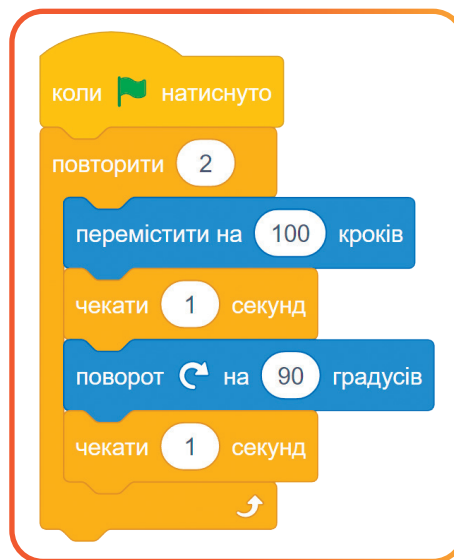 коли натиснуто
повторити 2
перемістити на 100 кроків
чекати 1 секунд
поворот на 90 градусів
чекати 1 секунд